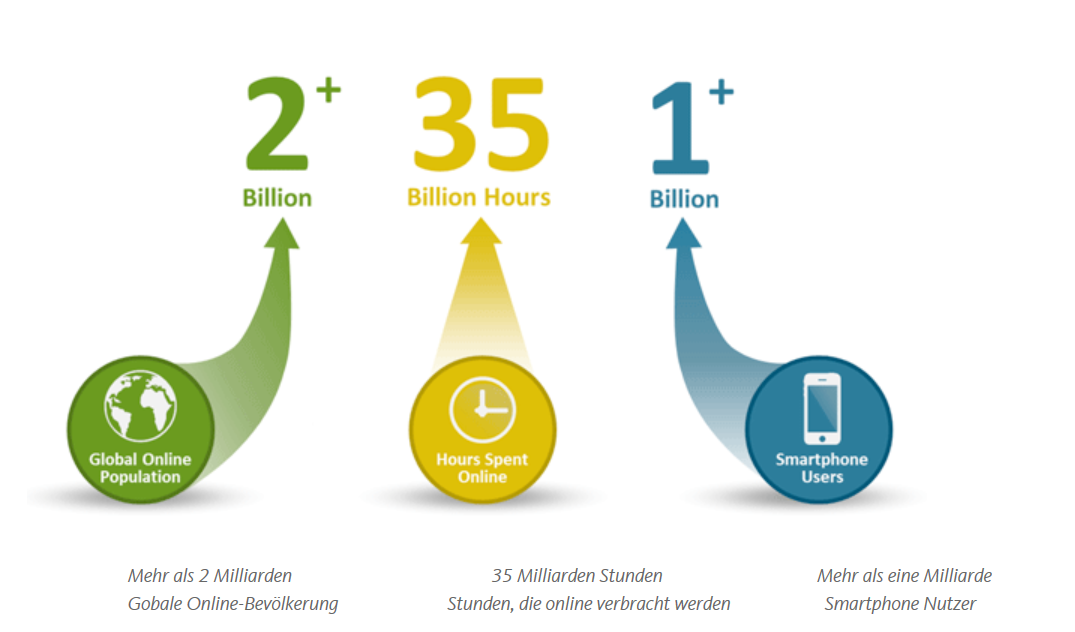 2+
Billion
35
Billion Hours
1+
Billion
Global Online
Population
Hours Spent
Online
Smartphone
Users
Mehr als 2 Milliarden
Gobale Online-Bevölkerung
35 Milliarden Stunden
Stunden, die online verbracht werden
Mehr als eine Milliarde
Smartphone Nutzer